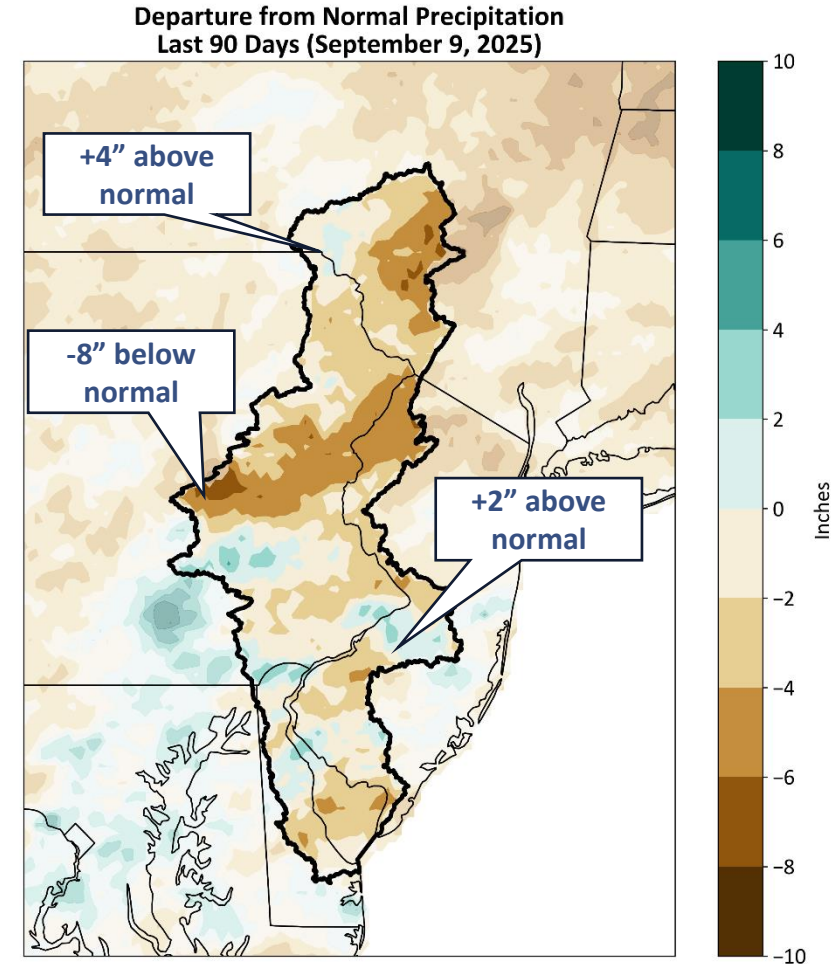 Departure from Normal Precipitation
Last 90 Days (September 9, 2025)
+4” above
normal
-8” below
normal
+2” above
normal
10
8
6
4
2
0
−2
−4
−6
−8
−10
Inches